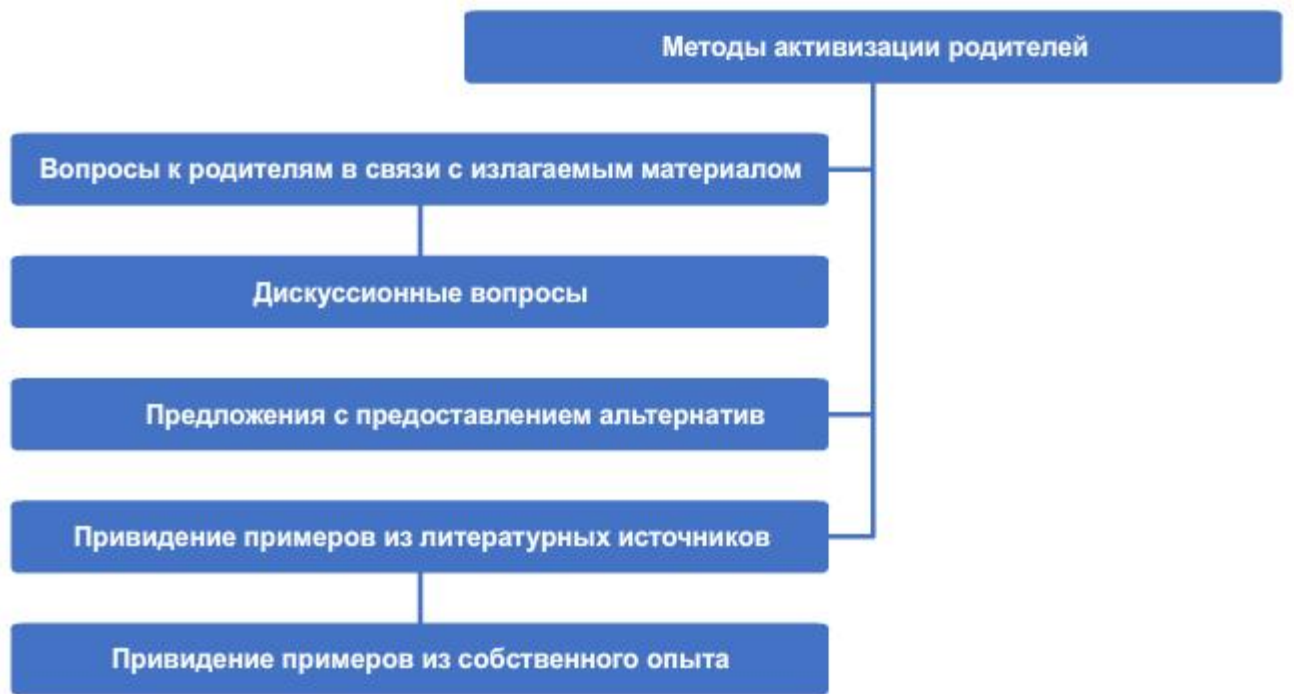 Методы активизации родителей
Вопросы к родителям в связи с излагаемым материалом
Дискуссионные вопросы
Предложения с предоставлением альтернатив
Привидение примеров из литературных источников
Привидение примеров из собственного опыта